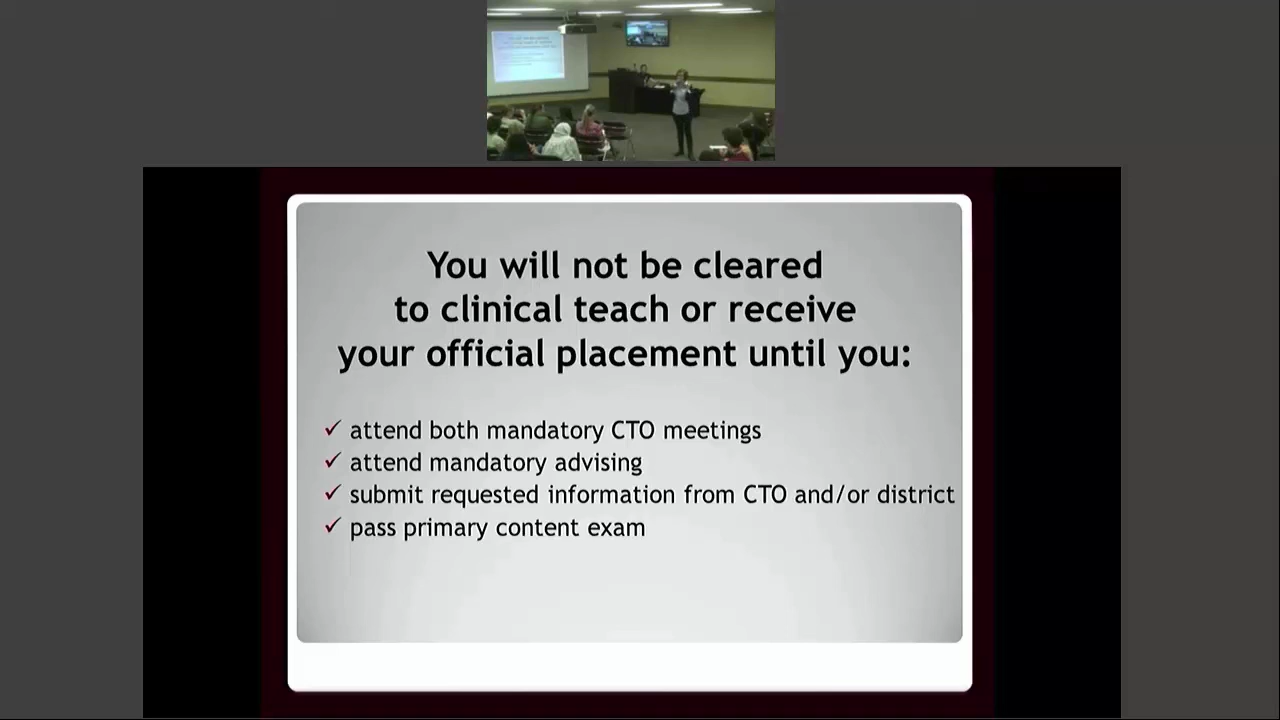 You will not be cleared
to clinical teach or receive
your official placement until you:
✓ attend both mandatory CTO meetings
✓ attend mandatory advising
✓ submit requested information from CTO and/or district
✓ pass primary content exam